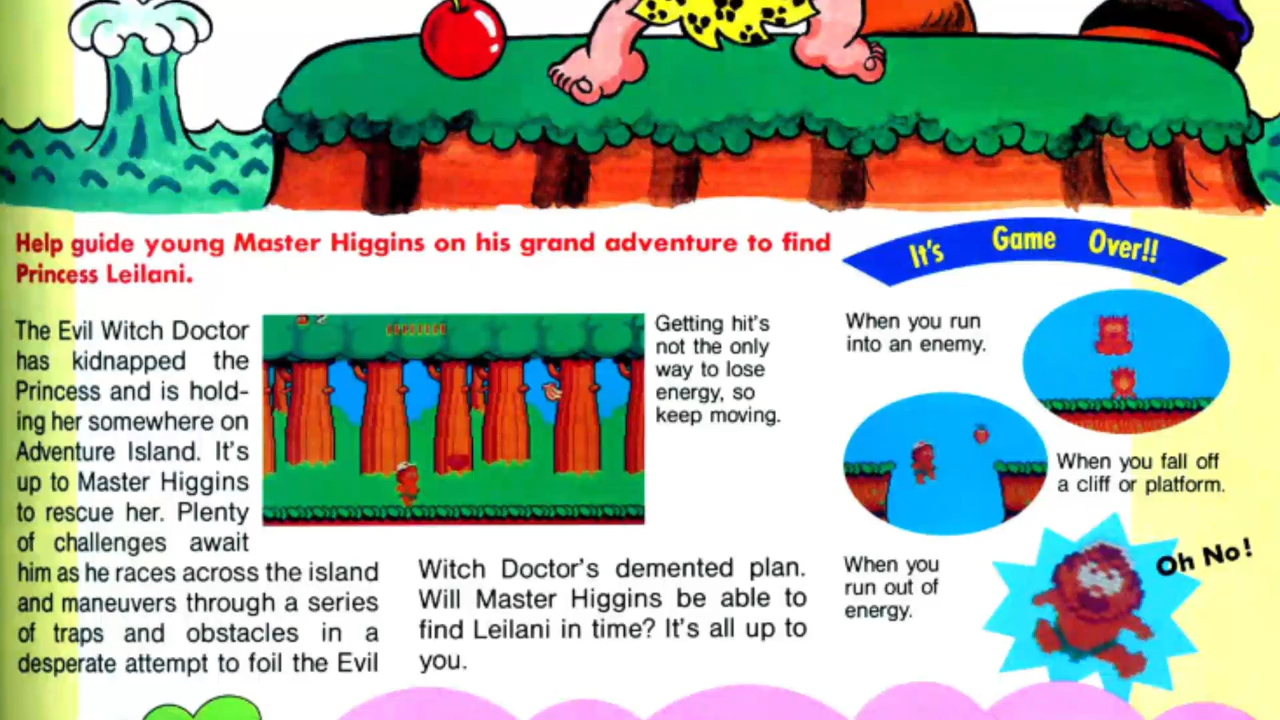 Help guide young Master Higgins on his grand adventure to find
Princess Leilani.
The Evil Witch Doctor
has kidnapped the
Princess and is hold-
ing her somewhere on
Adventure Island. It's
up to Master Higgins
to rescue her. Plenty
of challenges await
him as he races across the island
and maneuvers through a series
of traps and obstacles in a
desperate attempt to foil the Evil
Witch Doctor's demented plan.
Will Master Higgins be able to
find Leilani in time? It's all up to
you.
Getting hit's
not the only
way to lose
energy, so
keep moving.
It's Game Over!!
When you run
into an enemy.
When you fall off
a cliff or platform.
When you
run out of
energy.
Oh No!